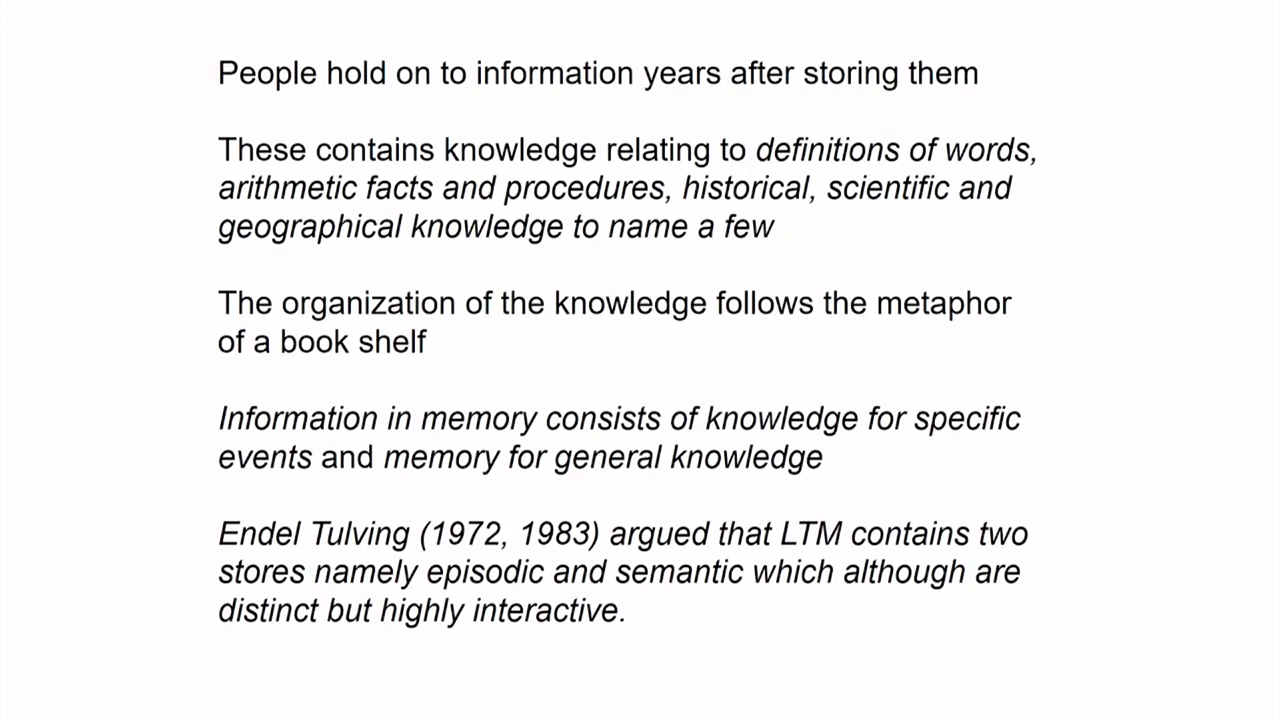 People hold on to information years after storing them
These contains knowledge relating to definitions of words,
arithmetic facts and procedures, historical, scientific and
geographical knowledge to name a few
The organization of the knowledge follows the metaphor
of a book shelf
Information in memory consists of knowledge for specific
events and memory for general knowledge
Endel Tulving (1972, 1983) argued that LTM contains two
stores namely episodic and semantic which although are
distinct but highly interactive.